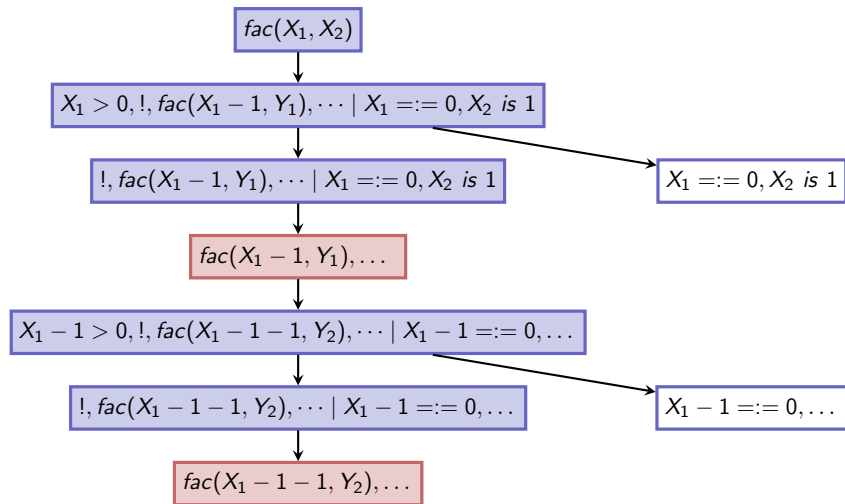 fac(X₁, X₂)
X₁ > 0, !, fac(X₁ − 1, Y₁), ⋯ | X₁ =:= 0, X₂ is 1
!, fac(X₁ − 1, Y₁), ⋯ | X₁ =:= 0, X₂ is 1
X₁ =:= 0, X₂ is 1
fac(X₁ − 1, Y₁), …
X₁ − 1 > 0, !, fac(X₁ − 1 − 1, Y₂), ⋯ | X₁ − 1 =:= 0, …
!, fac(X₁ − 1 − 1, Y₂), ⋯ | X₁ − 1 =:= 0, …
X₁ − 1 =:= 0, …
fac(X₁ − 1 − 1, Y₂), …